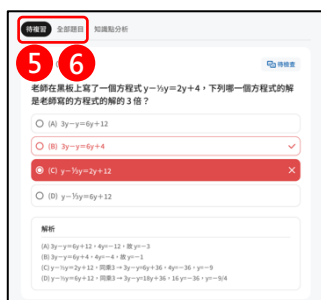 待複習 全部題目 知識點分析
5 6
待檢查
老師在黑板上寫了一個方程式 y−⅓y=2y+4，下列哪一個方程式的解
是老師寫的方程式的解的 3 倍？
(A) 3y−y=6y+12
(B) 3y−y=6y+4
(C) y−⅓y=2y+12
(D) y−⅓y=6y+12
解析
(A) 3y−y=6y+12，4y=−12，故 y=−3
(B) 3y−y=6y+4，4y=−4，故 y=−1
(C) y−⅓y=2y+12，同乘3 → 3y−y=6y+36，4y=−36，y=−9
(D) y−⅓y=6y+12，同乘3 → 3y−y=18y+36，16 y=−36，y=−9/4